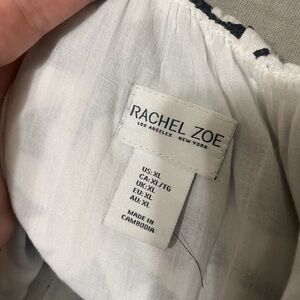 RACHEL ZOE
LOS ANGELES NEW YORK
US: XL
CA: XL/TG
UK: XL
EU: XL
AU: XL
MADE IN
CAMBODIA